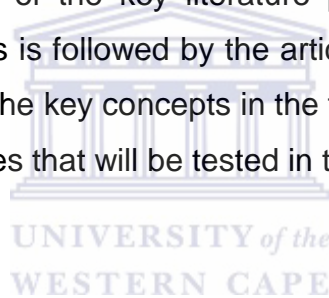 of the key literature
s is followed by the artic
he key concepts in the
es that will be tested in t
UNIVERSITY of the
WESTERN CAPE